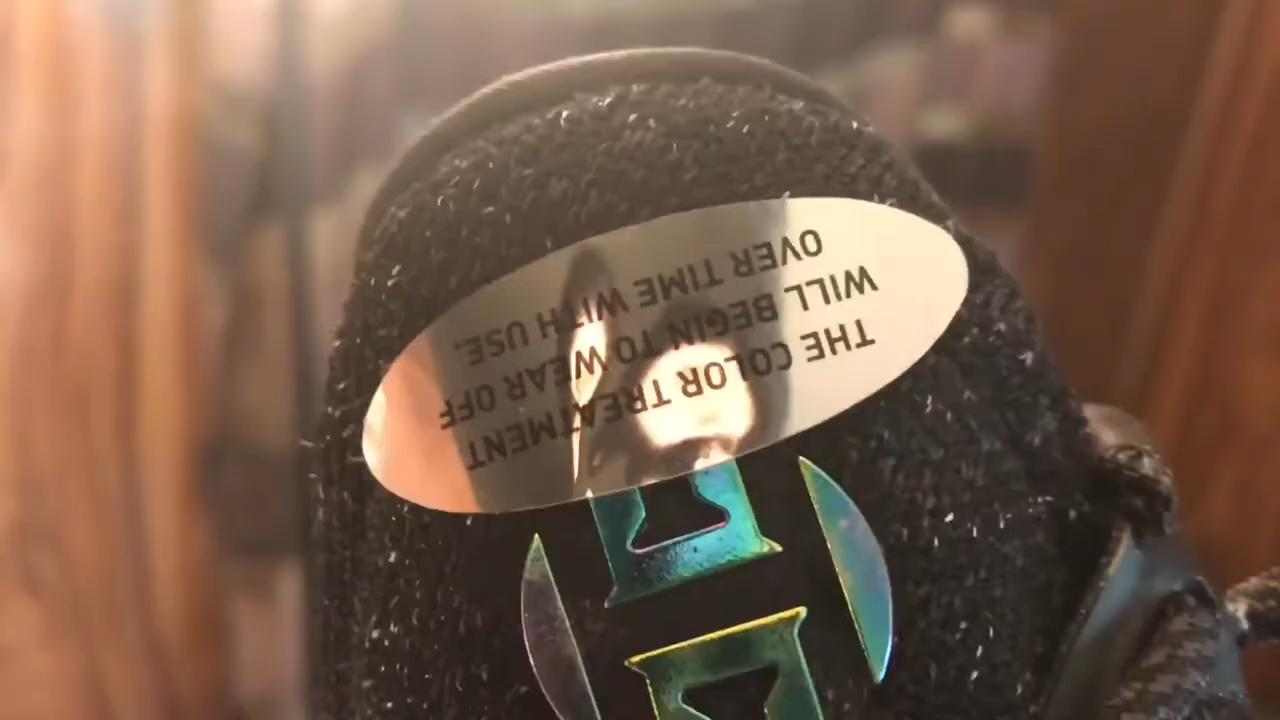 THE COLOR TREATMENT
WILL BEGIN TO WEAR OFF
OVER TIME WITH USE.